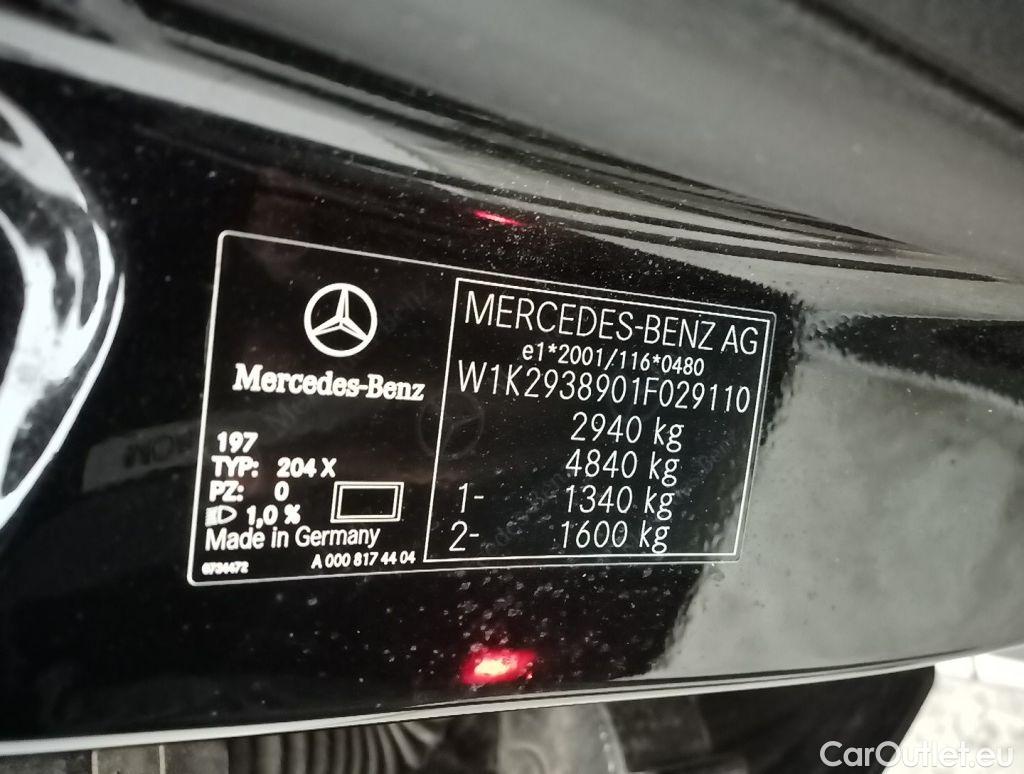 Mercedes-Benz
197
TYP: 204 X
PZ: 0
1,0 %
Made in Germany
A 000 817 44 04
6734472
MERCEDES-BENZ AG
e1*2001/116*0480
W1K2938901F029110
2940 kg
4840 kg
1- 1340 kg
2- 1600 kg
CarOutlet.eu